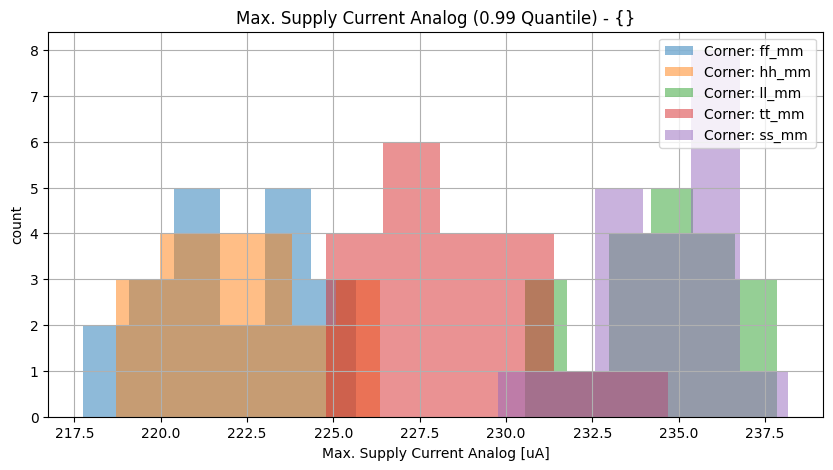 Max. Supply Current Analog (0.99 Quantile) - {}
8
7
6
5
4
3
2
1
0
count
Corner: ff_mm
Corner: hh_mm
Corner: ll_mm
Corner: tt_mm
Corner: ss_mm
217.5 220.0 222.5 225.0 227.5 230.0 232.5 235.0 237.5
Max. Supply Current Analog [uA]